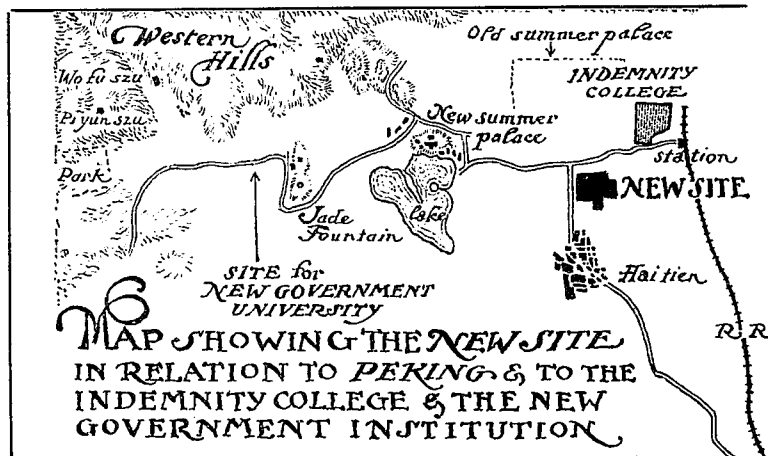 Western
Hills
Old summer palace
Wo fu szu
INDEMNITY
COLLEGE
Pi yun szu
New summer
palace
station
Park
NEW SITE
Jade
Fountain
lake
SITE for
NEW GOVERNMENT
UNIVERSITY
Haitien
MAP SHOWING THE NEW SITE
IN RELATION TO PEKING & TO THE
INDEMNITY COLLEGE & THE NEW
GOVERNMENT INSTITUTION
R R